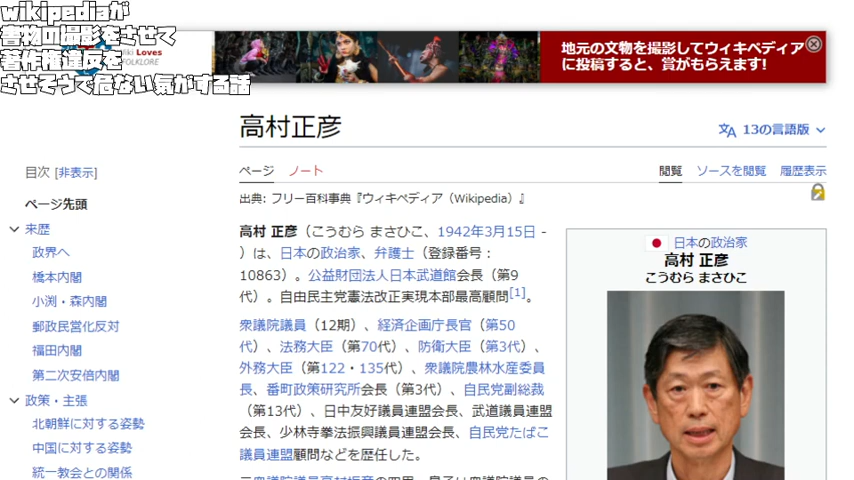 wikipediaが
書物の撮影をさせて
著作権違反を
させそうで危ない気がする話
Loves
FOLKLORE
地元の文物を撮影してウィキペディア
に投稿すると、賞がもらえます!
高村正彦
13の言語版
目次 [非表示]
ページ先頭
来歴
政界へ
橋本内閣
小渕・森内閣
郵政民営化反対
福田内閣
第二次安倍内閣
政策・主張
北朝鮮に対する姿勢
中国に対する姿勢
統一教会との関係
ページ ノート 閲覧 ソースを閲覧 履歴表示
出典: フリー百科事典『ウィキペディア（Wikipedia）』
高村 正彦（こうむら まさひこ、1942年3月15日 -
）は、日本の政治家、弁護士（登録番号：
10863）。公益財団法人日本武道館会長（第9
代）。自由民主党憲法改正実現本部最高顧問[1]。
衆議院議員（12期）、経済企画庁長官（第50
代）、法務大臣（第70代）、防衛大臣（第3代）、
外務大臣（第122・135代）、衆議院農林水産委員
長、番町政策研究所会長（第3代）、自民党副総裁
（第13代）、日中友好議員連盟会長、武道議員連盟
会長、少林寺拳法振興議員連盟会長、自民党たばこ
議員連盟顧問などを歴任した。
日本の政治家
高村 正彦
こうむら まさひこ